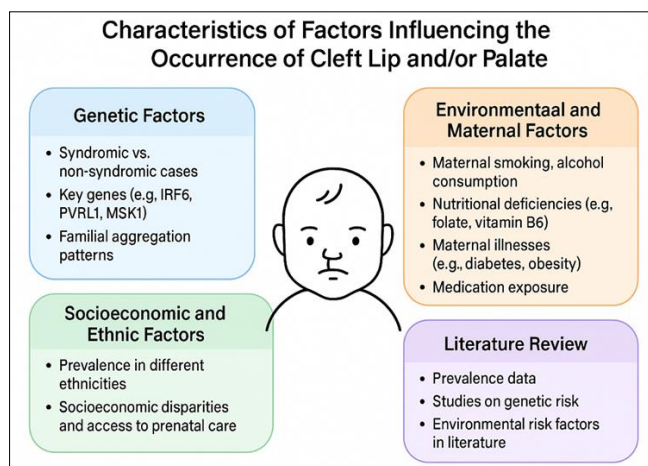 Characteristics of Factors Influencing the
Occurrence of Cleft Lip and/or Palate
Genetic Factors
• Syndromic vs.
non-syndromic cases
• Key genes (e.g, IRF6,
PVRL1, MSK1)
• Familial aggregation
patterns
Environmentaal and
Maternal Factors
• Maternal smoking, alcohol
consumption
• Nutritional deficiencies (e.g,
folate, vitamin B6)
• Maternal illnesses
(e.g., diabetes, obesity)
• Medication exposure
Socioeconomic and
Ethnic Factors
• Prevalence in different
ethnicities
• Socioeconomic disparities
and access to prenatal care
Literature Review
• Prevalence data
• Studies on genetic risk
• Environmental risk factors
in literature